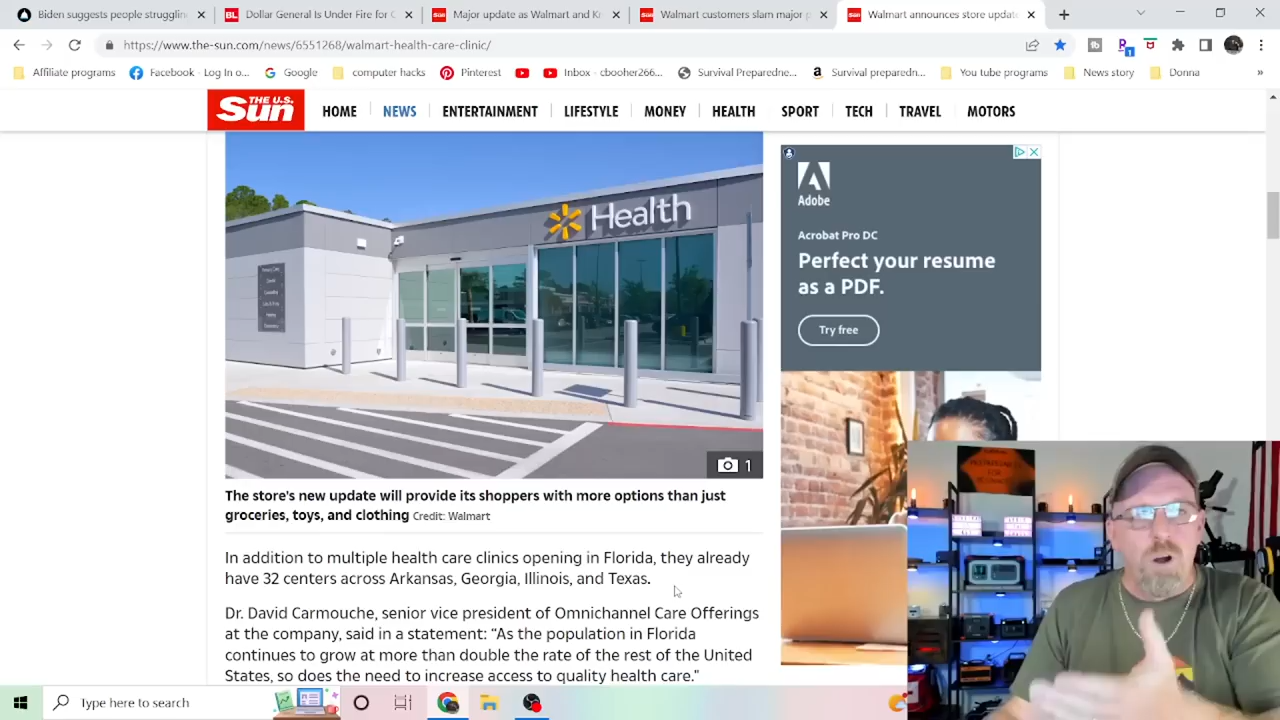 Biden suggests people strugglin
Dollar General Is Under Fire for C
Major update as Walmart and Kr
Walmart customers slam major p
Walmart announces store update
https://www.the-sun.com/news/6551268/walmart-health-care-clinic/
Affiliate programs
Facebook - Log In o...
Google
computer hacks
Pinterest
Inbox - cbooher266...
Survival Preparedne...
Survival preparedn...
You tube programs
News story
Donna
»
THE U.S. Sun
HOME
NEWS
ENTERTAINMENT
LIFESTYLE
MONEY
HEALTH
SPORT
TECH
TRAVEL
MOTORS
Health
1
The store's new update will provide its shoppers with more options than just
groceries, toys, and clothing Credit: Walmart
In addition to multiple health care clinics opening in Florida, they already
have 32 centers across Arkansas, Georgia, Illinois, and Texas.
Dr. David Carmouche, senior vice president of Omnichannel Care Offerings
at the company, said in a statement: “As the population in Florida
continues to grow at more than double the rate of the rest of the United
States, so does the need to increase access to quality health care.”
Adobe
Acrobat Pro DC
Perfect your resume
as a PDF.
Try free
Type here to search